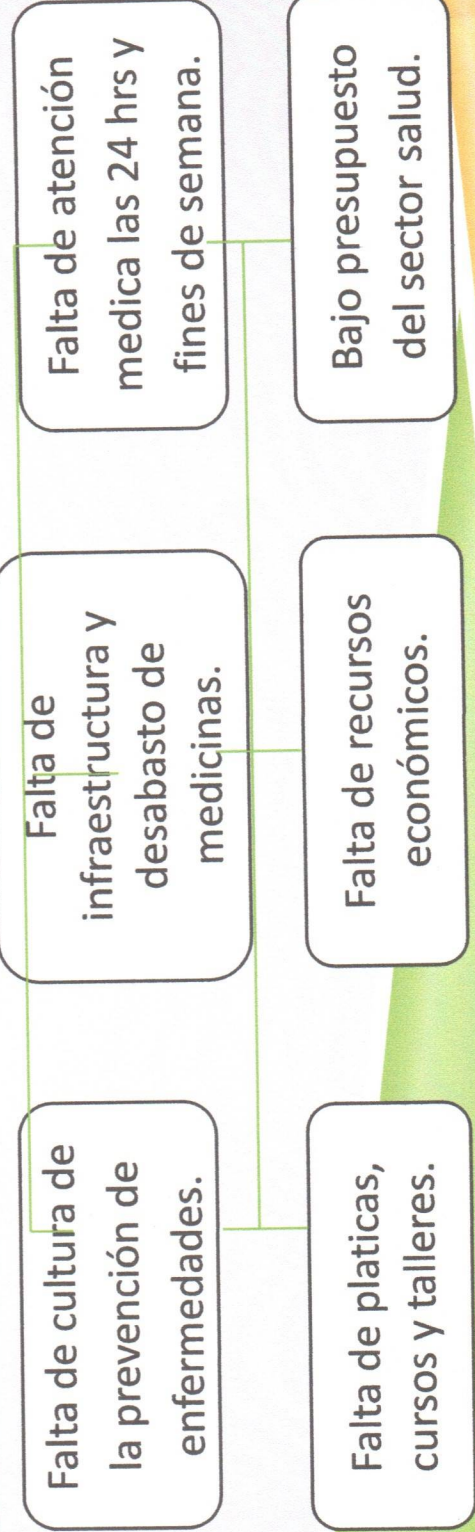 Falta de cultura de
la prevención de
enfermedades.
Falta de
infraestructura y
desabasto de
medicinas.
Falta de atención
medica las 24 hrs y
fines de semana.
Falta de platicas,
cursos y talleres.
Falta de recursos
económicos.
Bajo presupuesto
del sector salud.